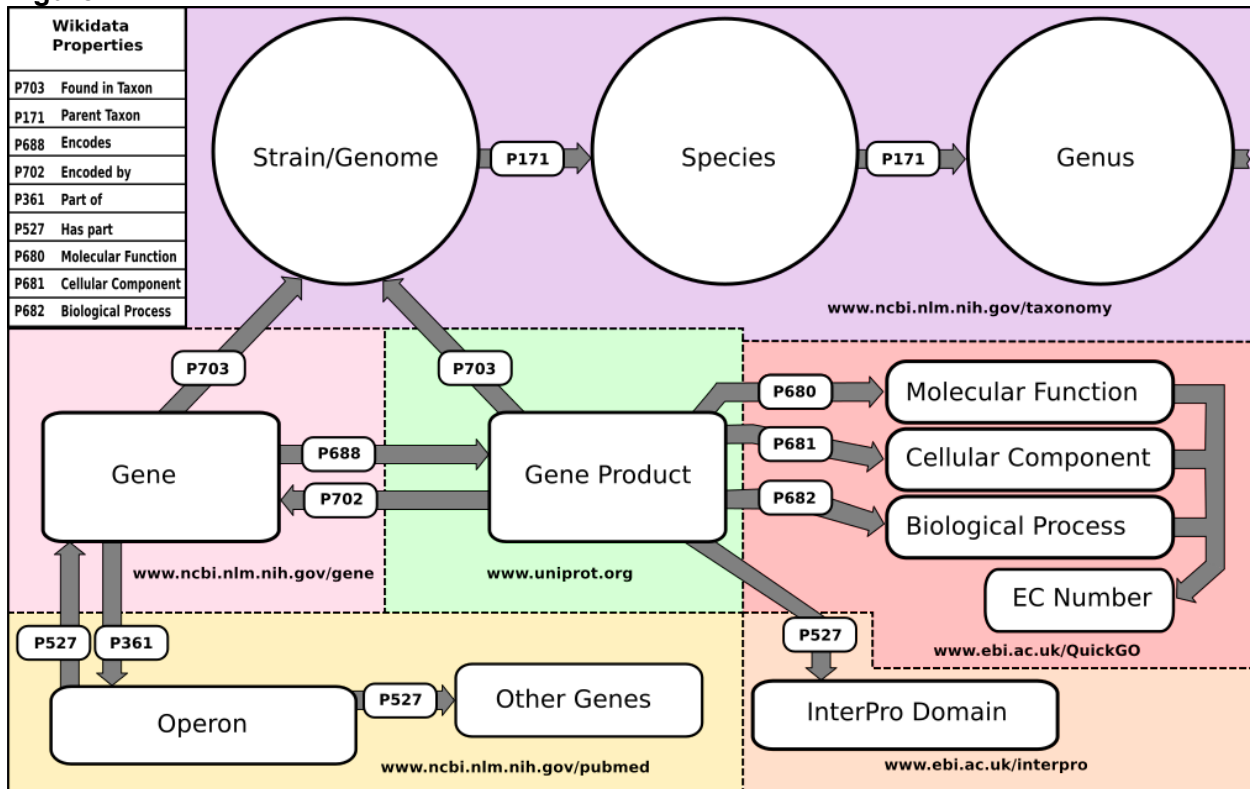 Wikidata
Properties
P703 Found in Taxon
P171 Parent Taxon
P688 Encodes
P702 Encoded by
P361 Part of
P527 Has part
P680 Molecular Function
P681 Cellular Component
P682 Biological Process
Strain/Genome
P171
Species
P171
Genus
www.ncbi.nlm.nih.gov/taxonomy
P703
P703
P680
Molecular Function
Gene
P688
Gene Product
P681
Cellular Component
P702
P682
Biological Process
www.ncbi.nlm.nih.gov/gene
www.uniprot.org
EC Number
P527
P361
P527
www.ebi.ac.uk/QuickGO
Operon
P527
Other Genes
InterPro Domain
www.ncbi.nlm.nih.gov/pubmed
www.ebi.ac.uk/interpro